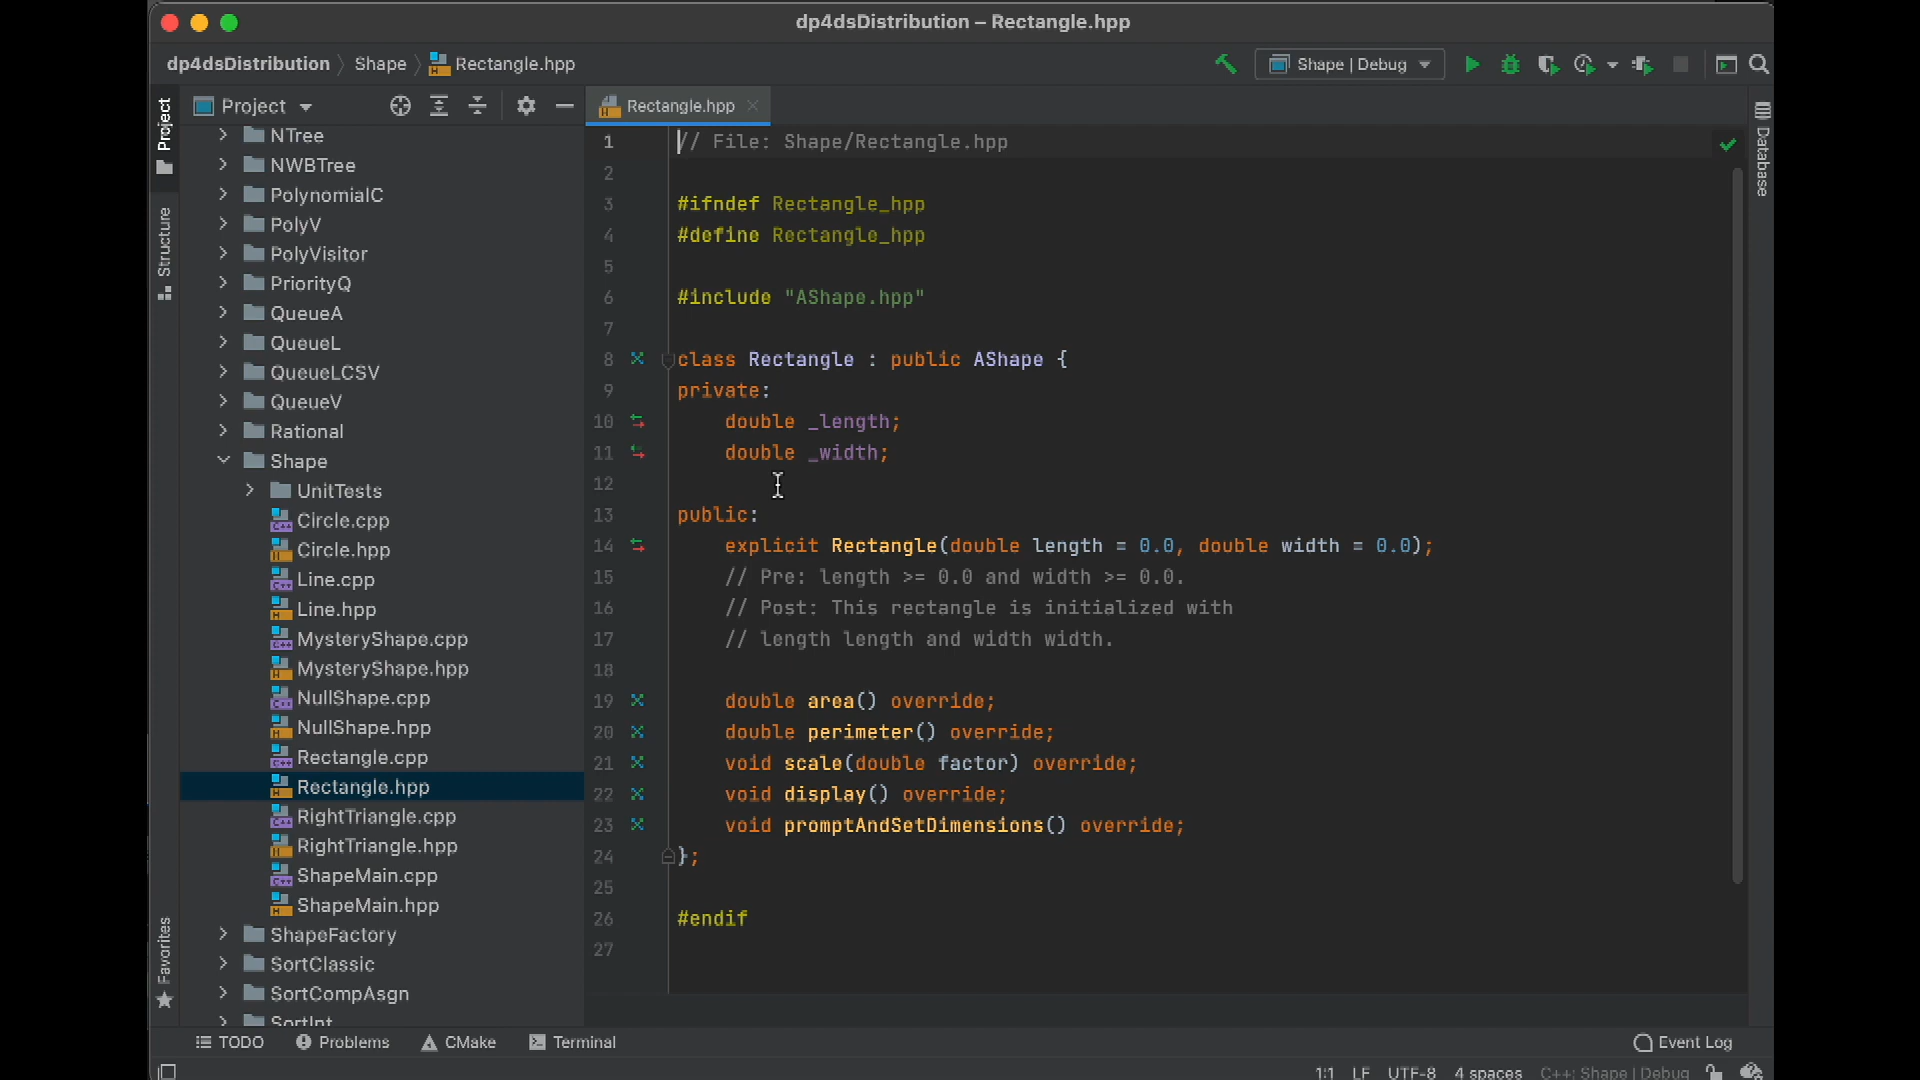 dp4dsDistribution – Rectangle.hpp
dp4dsDistribution Shape Rectangle.hpp
Shape | Debug
Project
Structure
Favorites
Project
NTree
NWBTree
PolynomialC
PolyV
PolyVisitor
PriorityQ
QueueA
QueueL
QueueLCSV
QueueV
Rational
Shape
UnitTests
Circle.cpp
Circle.hpp
Line.cpp
Line.hpp
MysteryShape.cpp
MysteryShape.hpp
NullShape.cpp
NullShape.hpp
Rectangle.cpp
Rectangle.hpp
RightTriangle.cpp
RightTriangle.hpp
ShapeMain.cpp
ShapeMain.hpp
ShapeFactory
SortClassic
SortCompAsgn
SortInt
Rectangle.hpp
1 // File: Shape/Rectangle.hpp
2
3 #ifndef Rectangle_hpp
4 #define Rectangle_hpp
5
6 #include "AShape.hpp"
7
8 class Rectangle : public AShape {
9 private:
10 double _length;
11 double _width;
12
13 public:
14 explicit Rectangle(double length = 0.0, double width = 0.0);
15 // Pre: length >= 0.0 and width >= 0.0.
16 // Post: This rectangle is initialized with
17 // length length and width width.
18
19 double area() override;
20 double perimeter() override;
21 void scale(double factor) override;
22 void display() override;
23 void promptAndSetDimensions() override;
24 };
25
26 #endif
27
Database
TODO Problems CMake Terminal Event Log
1:1 LF UTF-8 4 spaces C++: Shape | Debug